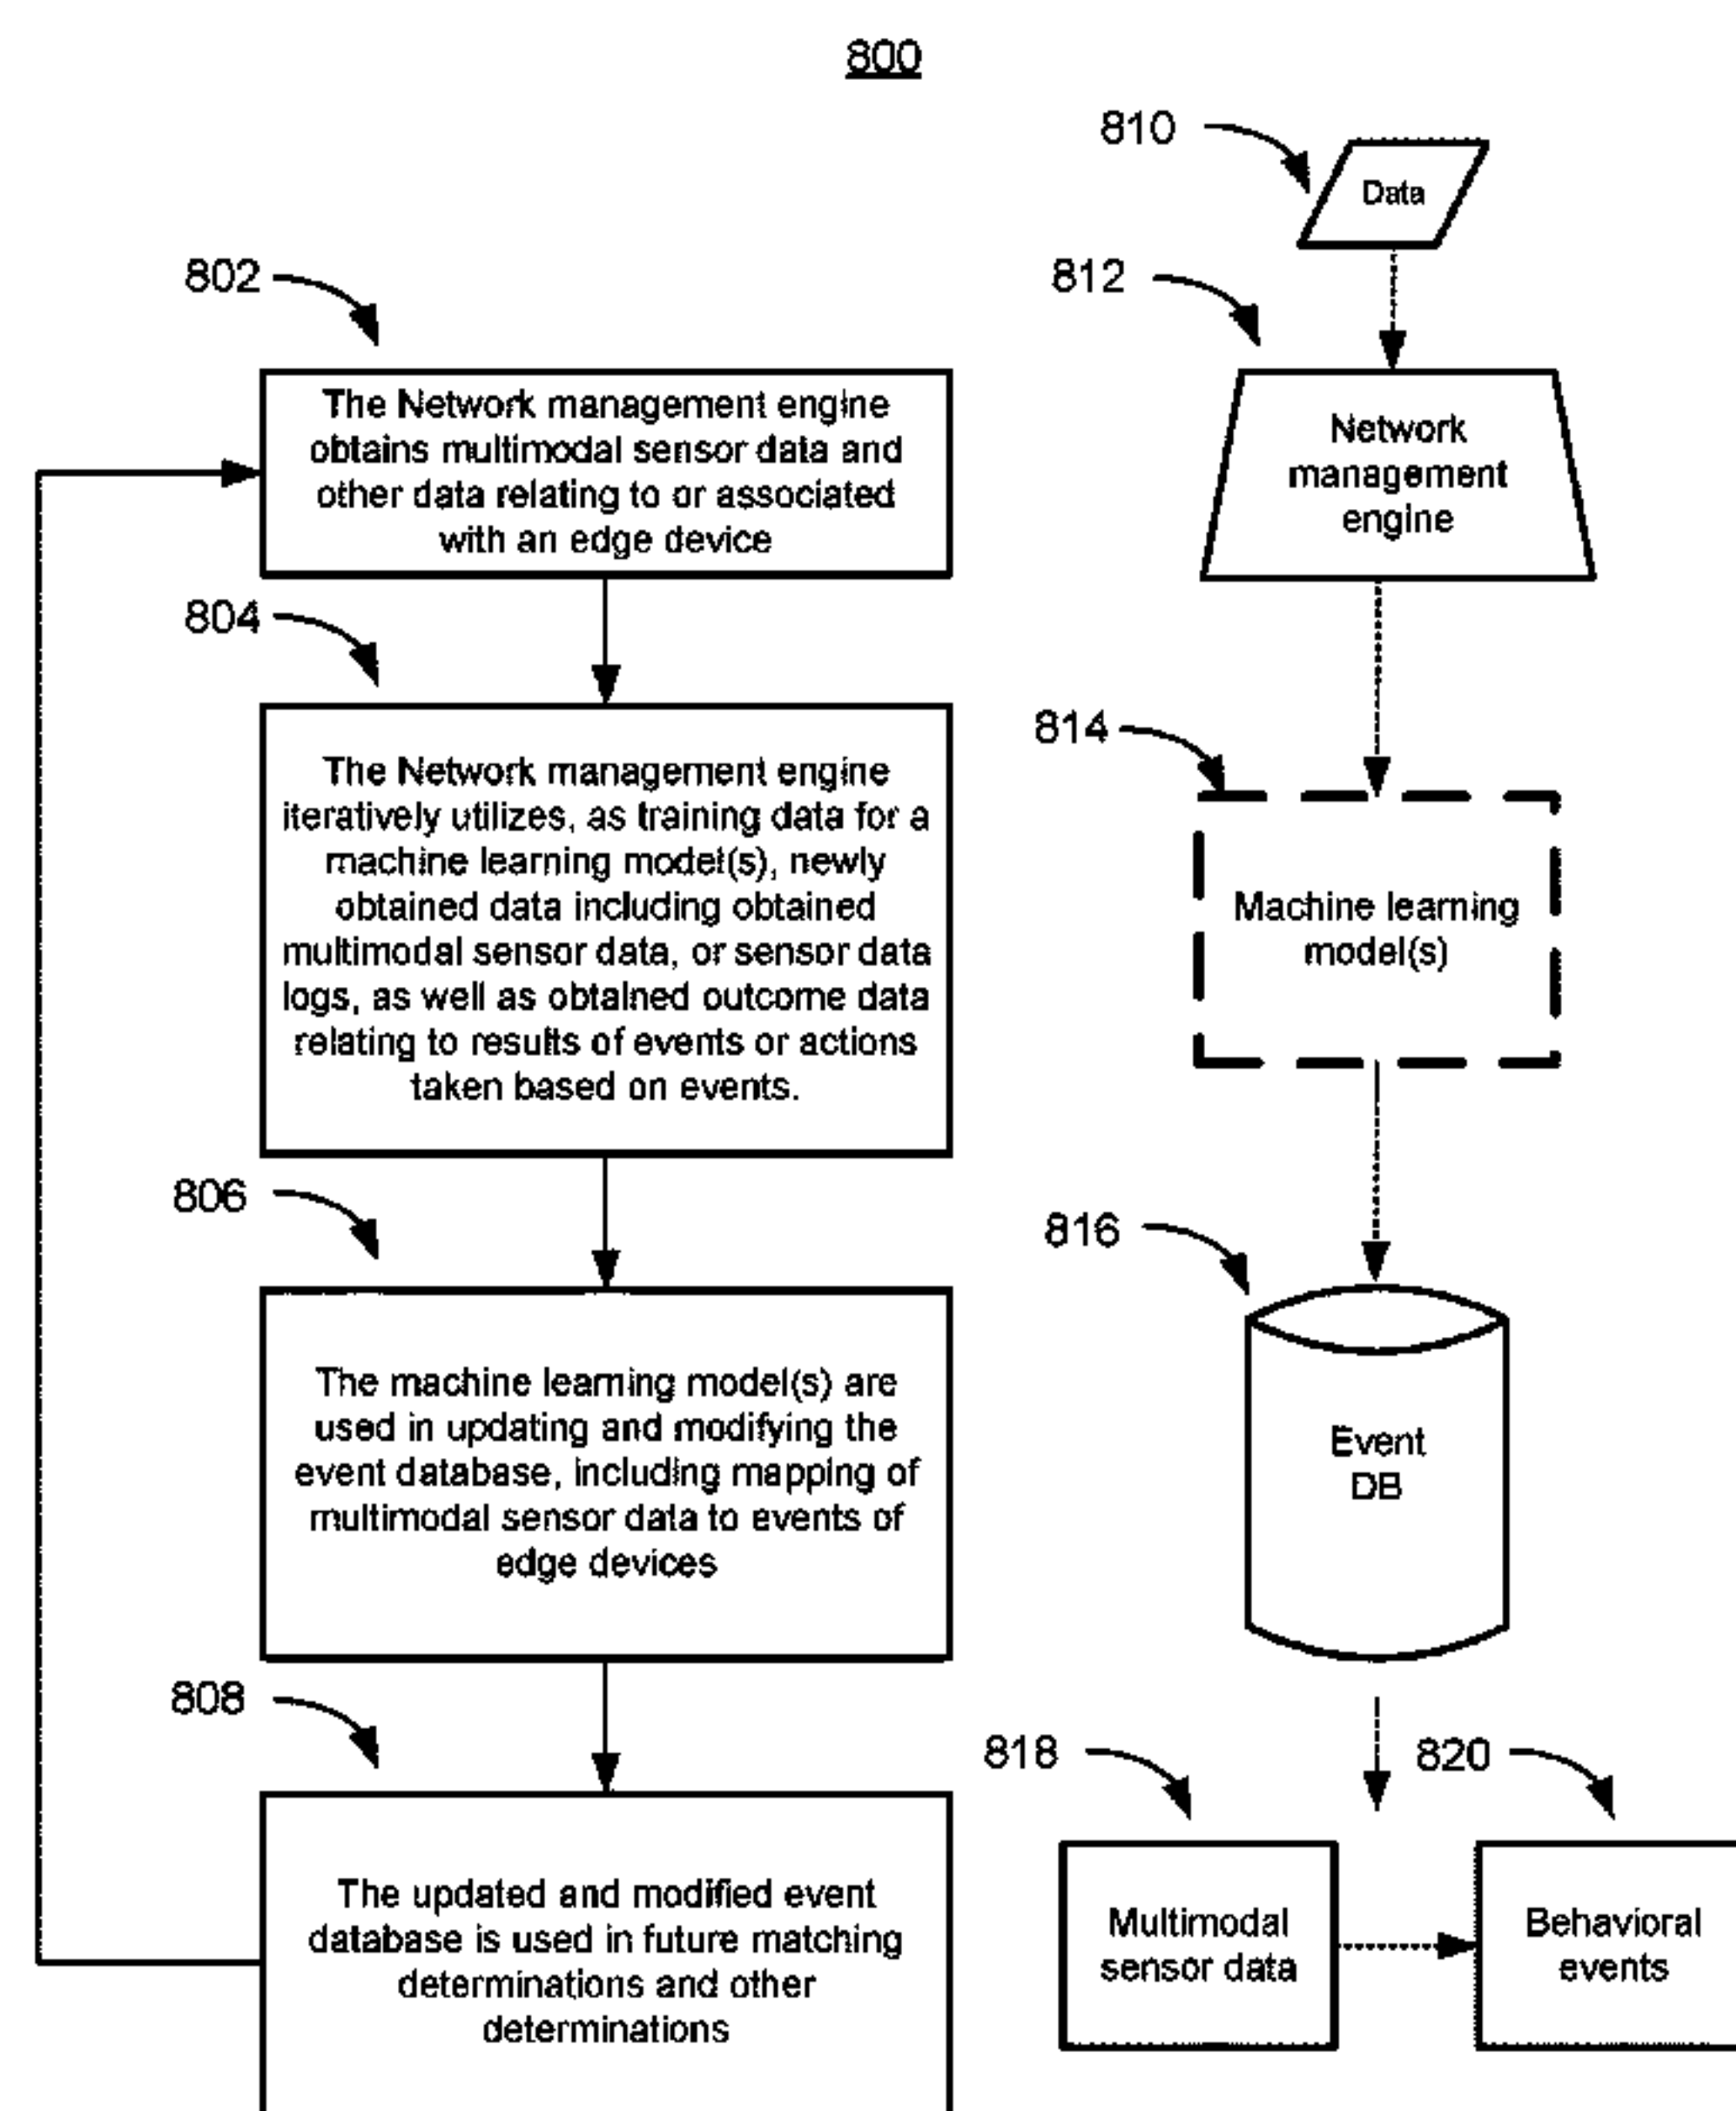 800
802
The Network management engine
obtains multimodal sensor data and
other data relating to or associated
with an edge device
804
The Network management engine
iteratively utilizes, as training data for a
machine learning model(s), newly
obtained data including obtained
multimodal sensor data, or sensor data
logs, as well as obtained outcome data
relating to results of events or actions
taken based on events.
806
The machine learning model(s) are
used in updating and modifying the
event database, including mapping of
multimodal sensor data to events of
edge devices
808
The updated and modified event
database is used in future matching
determinations and other
determinations
810
Data
812
Network
management
engine
814
Machine learning
model(s)
816
Event
DB
818
Multimodal
sensor data
820
Behavioral
events